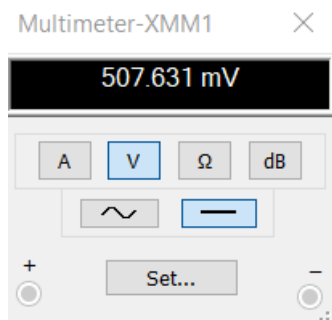 Multimeter-XMM1
507.631 mV
A V Ω dB
+ Set... −